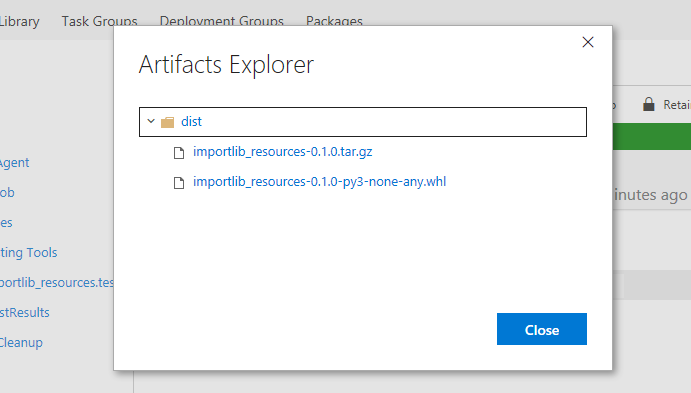 Library Task Groups Deployment Groups Packages
Artifacts Explorer
dist
importlib_resources-0.1.0.tar.gz
importlib_resources-0.1.0-py3-none-any.whl
Close
Retai
Agent
ob
es
ting Tools
portlib_resources.tes
stResults
Cleanup
inutes ago